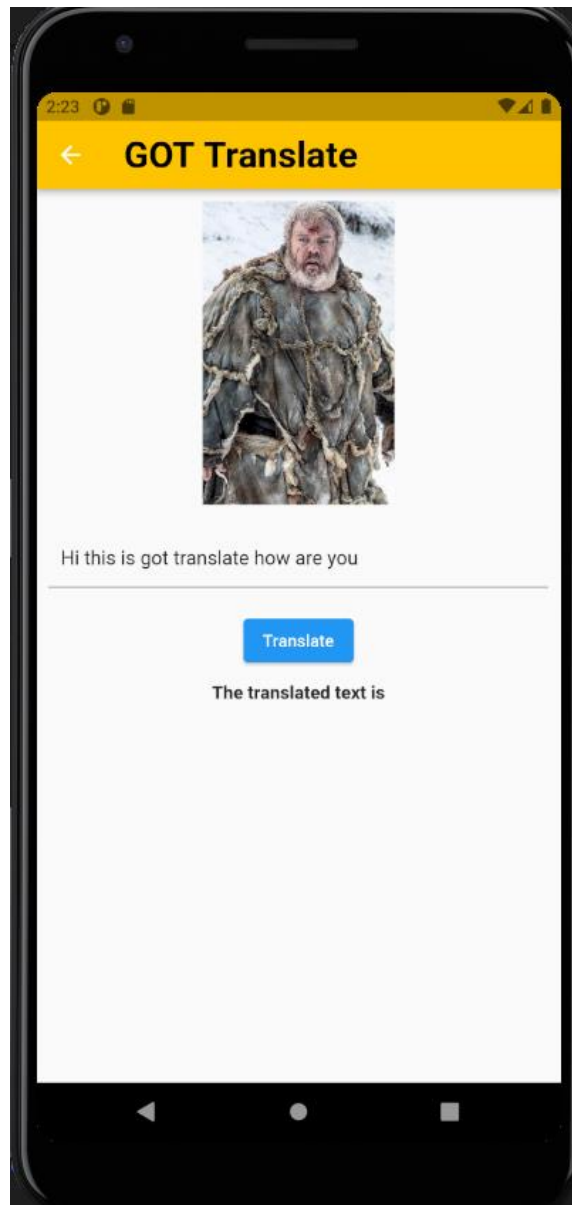 2:23
GOT Translate
Hi this is got translate how are you
Translate
The translated text is